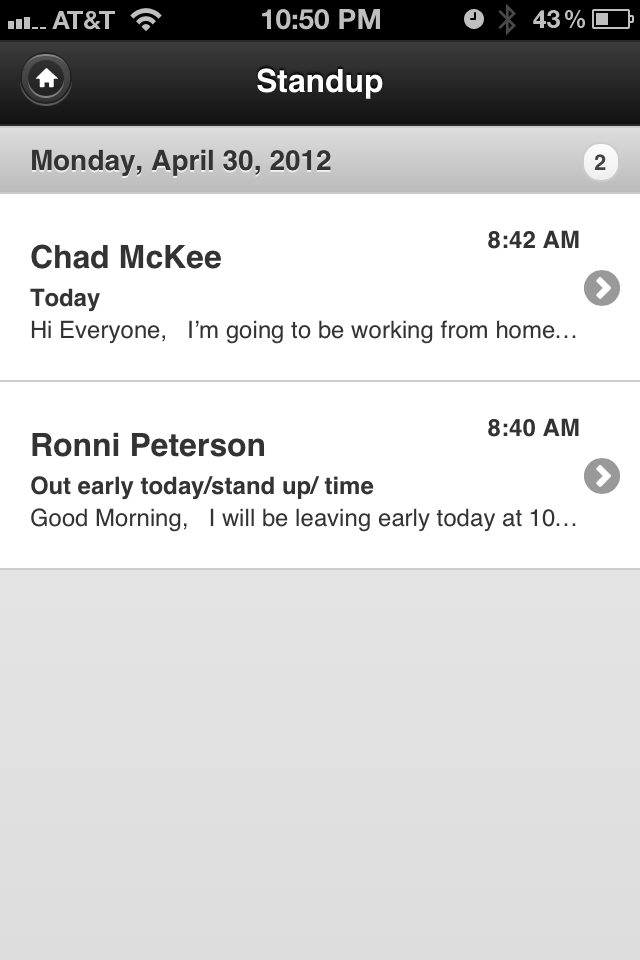 AT&T 10:50 PM 43%
Standup
Monday, April 30, 2012 2
8:42 AM
Chad McKee
Today
Hi Everyone, I’m going to be working from home…
8:40 AM
Ronni Peterson
Out early today/stand up/ time
Good Morning, I will be leaving early today at 10…